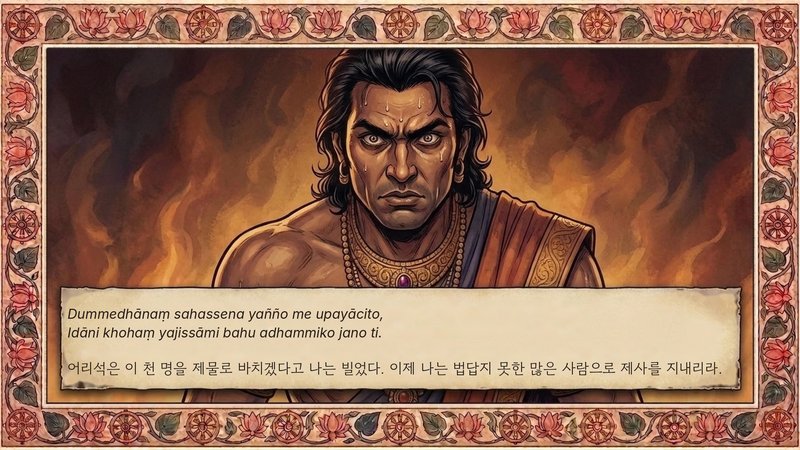 Dummedhānaṃ sahassena yañño me upayācito,
Idāni khohaṃ yajissāmi bahu adhammiko jano ti.
어리석은 이 천 명을 제물로 바치겠다고 나는 빌었다. 이제 나는 법답지 못한 많은 사람으로 제사를 지내리라.